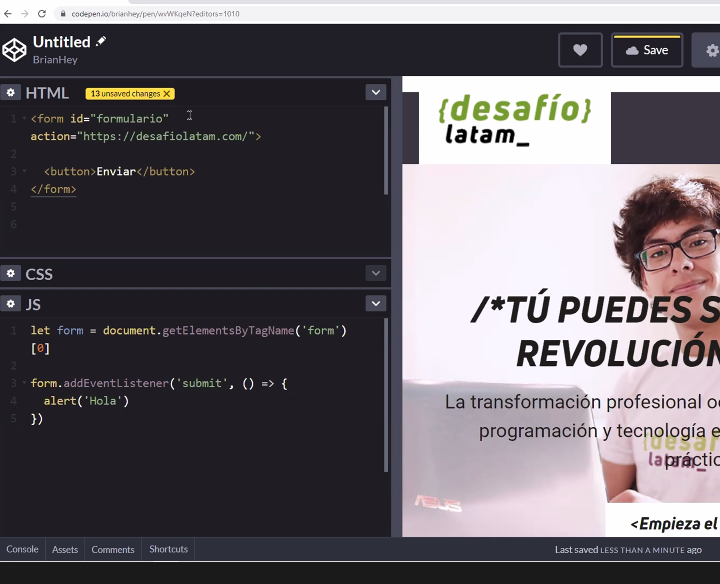 codepen.io/brianhey/pen/wvWKqeN?editors=1010
Untitled
BrianHey
Save
HTML
13 unsaved changes X
1 <form id="formulario"
action="https://desafiolatam.com/">
2
3 <button>Enviar</button>
4 </form>
5
6
CSS
JS
1 let form = document.getElementsByTagName('form')
[0]
2
3 form.addEventListener('submit', () => {
4 alert('Hola')
5 })
{desafío}
latam_
/*TÚ PUEDES S
REVOLUCIÓN
La transformación profesional o
programación y tecnología e
práctic
<Empieza el
ASUS
Console Assets Comments Shortcuts
Last saved LESS THAN A MINUTE ago